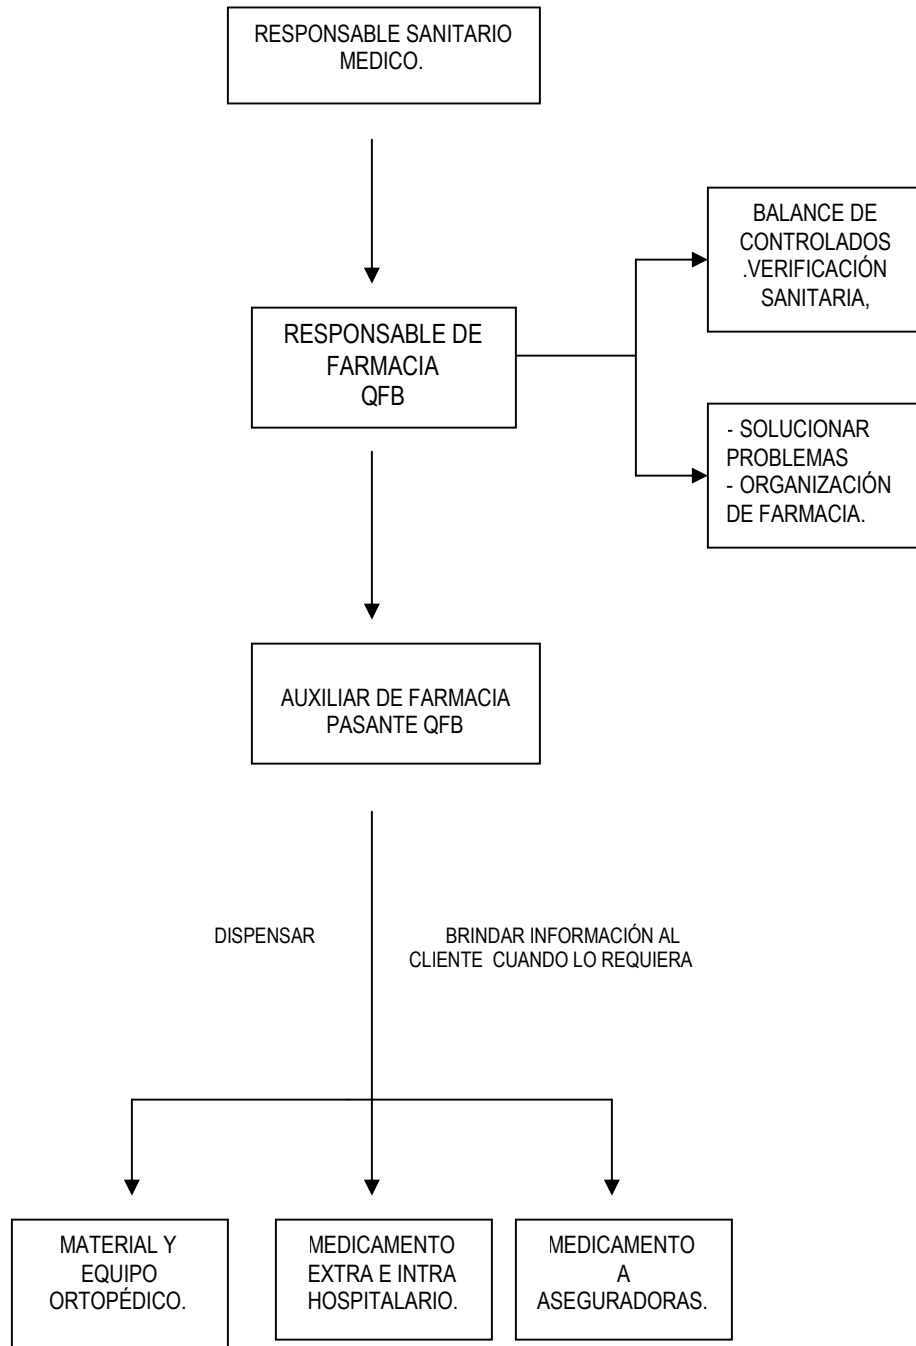 RESPONSABLE SANITARIO
MEDICO.
BALANCE DE
CONTROLADOS
.VERIFICACIÓN
SANITARIA,
RESPONSABLE DE
FARMACIA
QFB
- SOLUCIONAR
PROBLEMAS
- ORGANIZACIÓN
DE FARMACIA.
AUXILIAR DE FARMACIA
PASANTE QFB
DISPENSAR
BRINDAR INFORMACIÓN AL
CLIENTE  CUANDO LO REQUIERA
MATERIAL Y
EQUIPO
ORTOPÉDICO.
MEDICAMENTO
EXTRA E INTRA
HOSPITALARIO.
MEDICAMENTO
A
ASEGURADORAS.